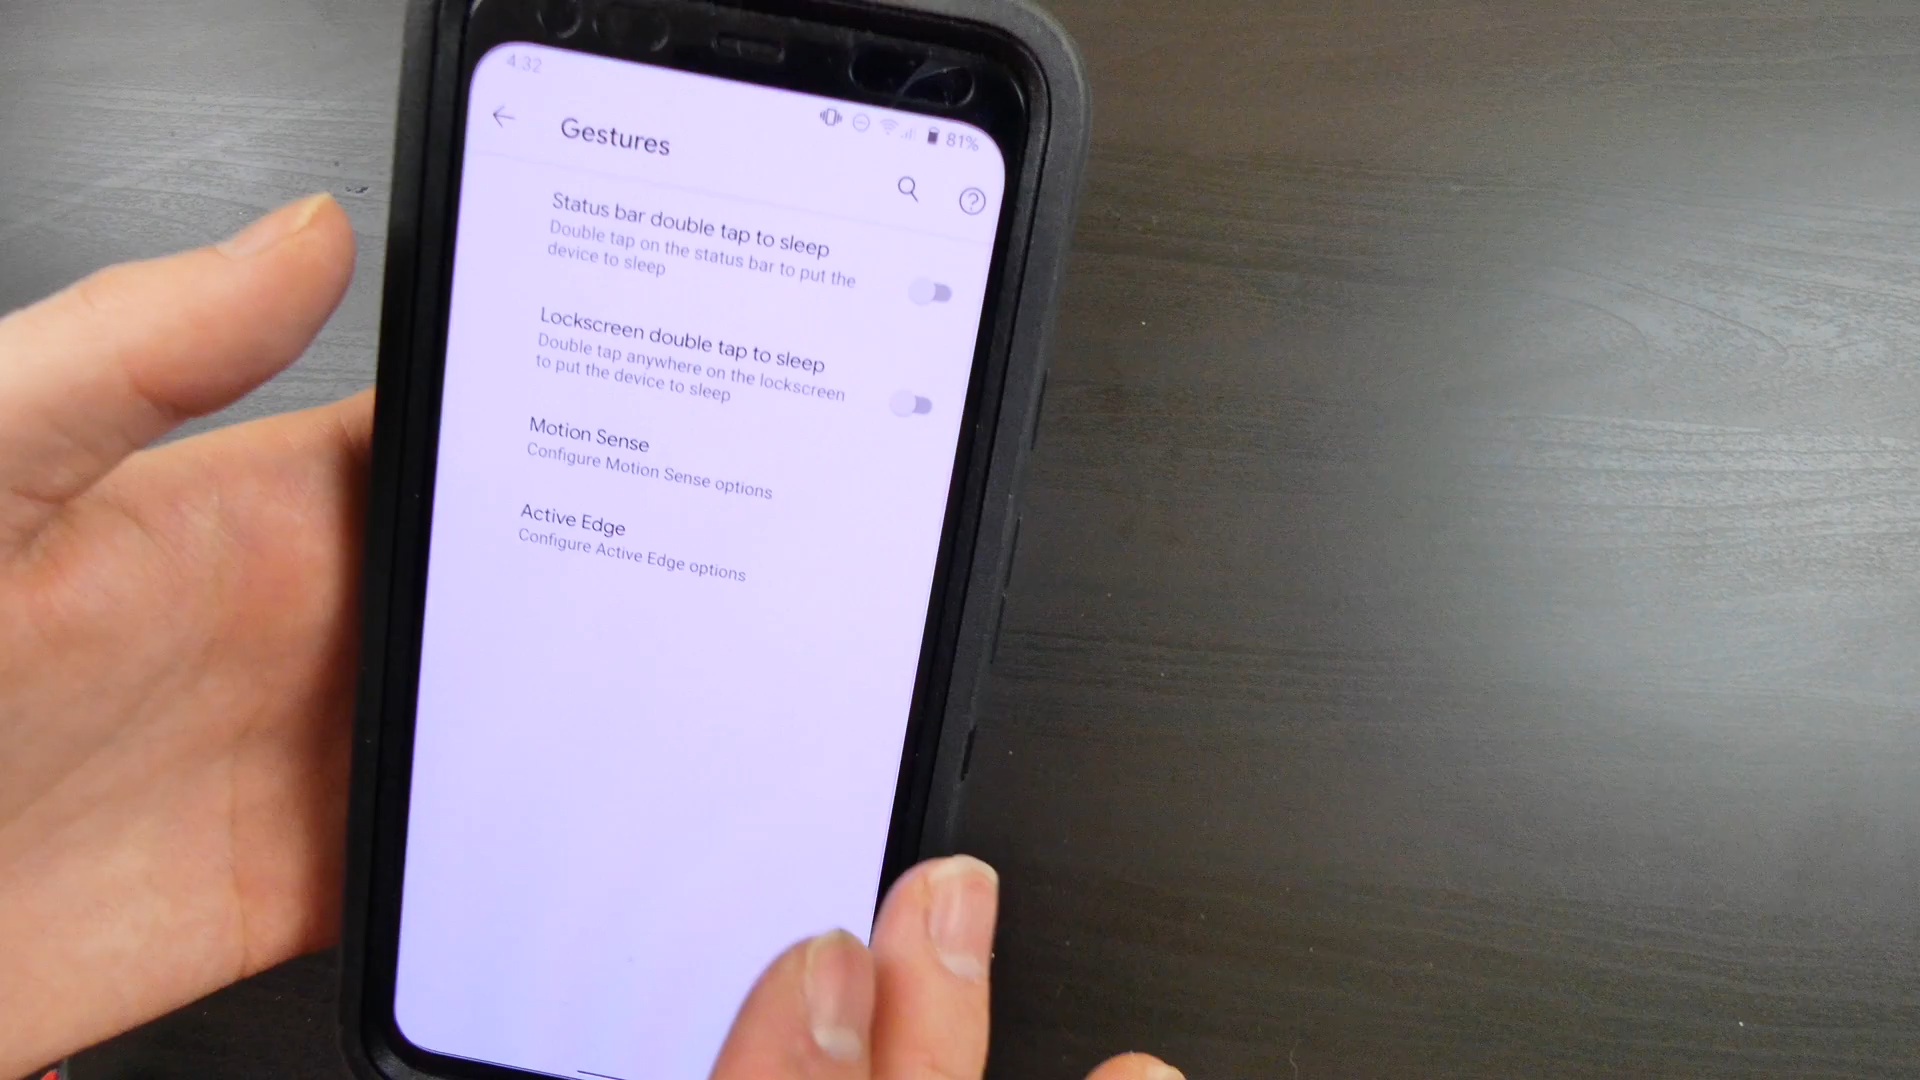 4:32
81%
Gestures
Status bar double tap to sleep
Double tap on the status bar to put the
device to sleep
Lockscreen double tap to sleep
Double tap anywhere on the lockscreen
to put the device to sleep
Motion Sense
Configure Motion Sense options
Active Edge
Configure Active Edge options